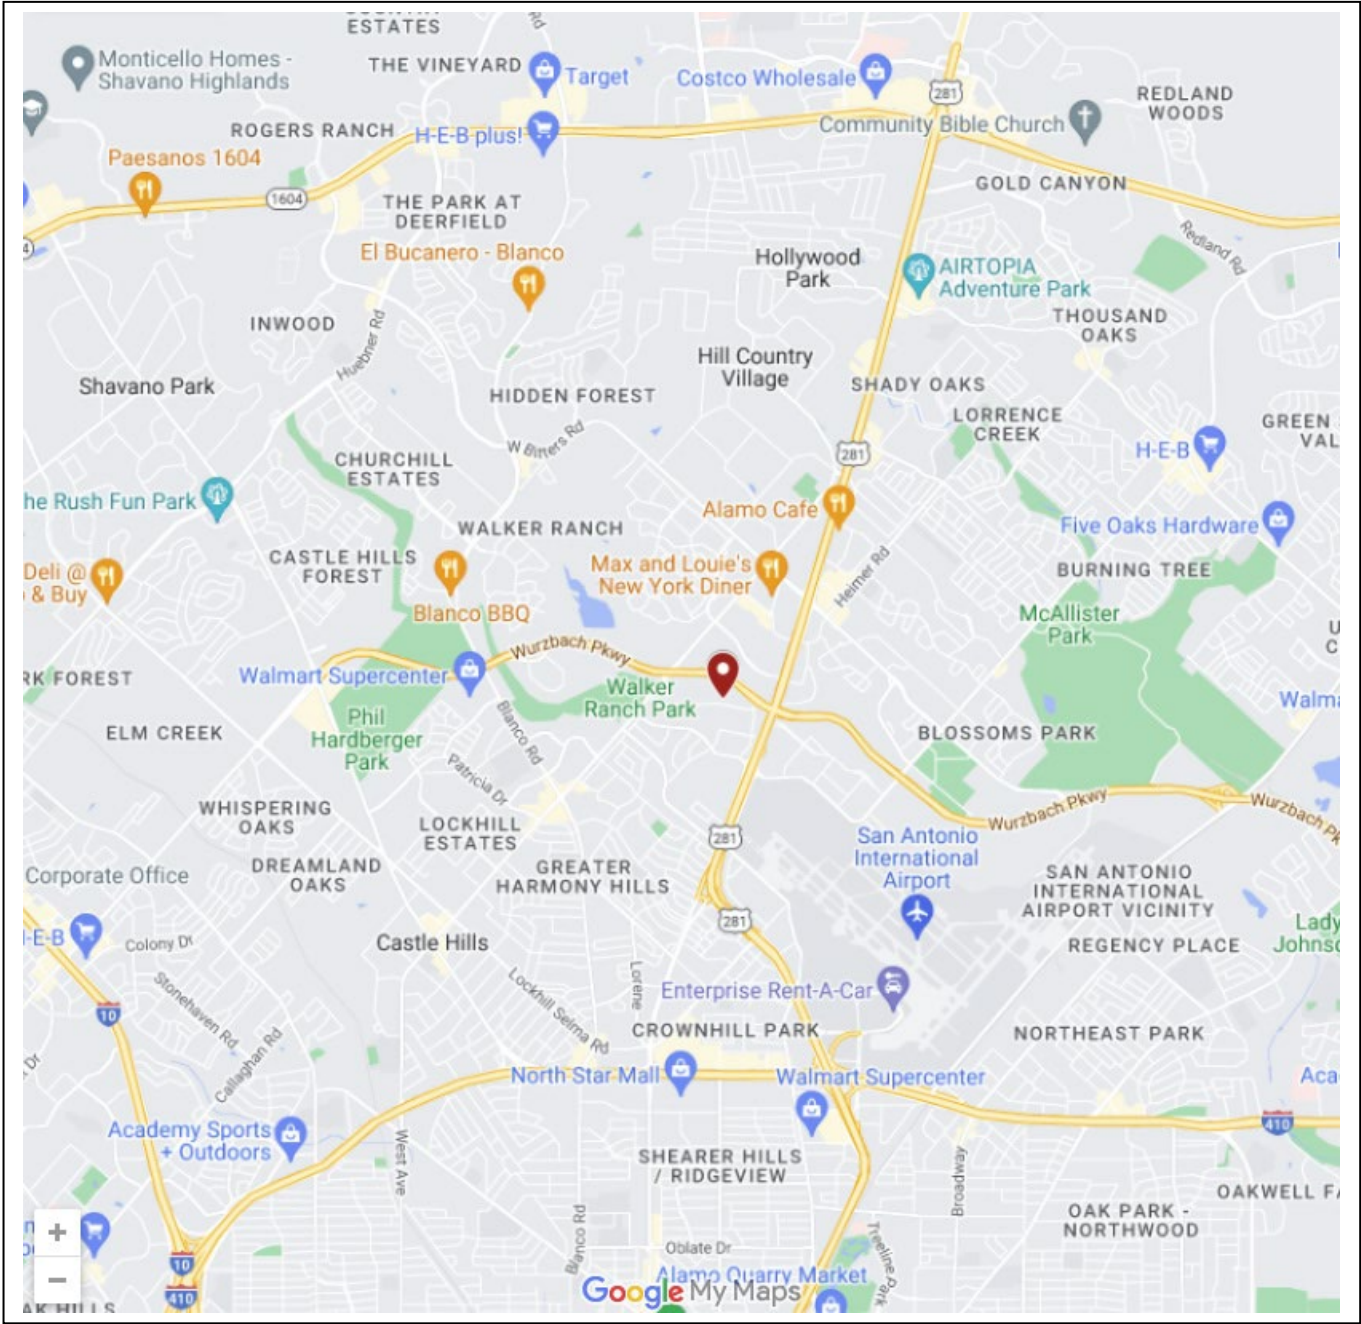 ESTATES
Rd
Monticello Homes -
Shavano Highlands
THE VINEYARD
Target
Costco Wholesale
281
REDLAND
WOODS
ROGERS RANCH
H-E-B plus!
Community Bible Church
Paesanos 1604
1604
THE PARK AT
DEERFIELD
GOLD CANYON
El Bucanero - Blanco
Hollywood
Park
AIRTOPIA
Adventure Park
Redland Rd
INWOOD
Huebner Rd
THOUSAND
OAKS
Shavano Park
Hill Country
Village
SHADY OAKS
HIDDEN FOREST
LORRENCE
CREEK
GREEN
VAL
W Bitters Rd
281
H-E-B
CHURCHILL
ESTATES
he Rush Fun Park
Alamo Cafe
Five Oaks Hardware
WALKER RANCH
CASTLE HILLS
FOREST
Max and Louie's
New York Diner
Heimer Rd
BURNING TREE
Deli @
& Buy
Blanco BBQ
McAllister
Park
Wurzbach Pkwy
RK FOREST
Walmart Supercenter
Walker
Ranch Park
Walma
ELM CREEK
Phil
Hardberger
Park
Blanco Rd
BLOSSOMS PARK
Patricia Dr
WHISPERING
OAKS
LOCKHILL
ESTATES
281
Wurzbach Pkwy
Wurzbach Pk
San Antonio
International
Airport
DREAMLAND
OAKS
GREATER
HARMONY HILLS
SAN ANTONIO
INTERNATIONAL
AIRPORT VICINITY
Corporate Office
281
H-E-B
Colony Dr
Castle Hills
REGENCY PLACE
Lady
Johnso
Stonehaven Rd
Lockhill Selma Rd
Lorene
Enterprise Rent-A-Car
10
CROWNHILL PARK
NORTHEAST PARK
Callaghan Rd
Dr
North Star Mall
Walmart Supercenter
Aca
410
Academy Sports
+ Outdoors
West Ave
SHEARER HILLS
/ RIDGEVIEW
Broadway
OAKWELL FA
OAK PARK -
NORTHWOOD
+
−
Blanco Rd
Oblate Dr
Treeline Park
10
410
Alamo Quarry Market
Google My Maps
AK HILLS